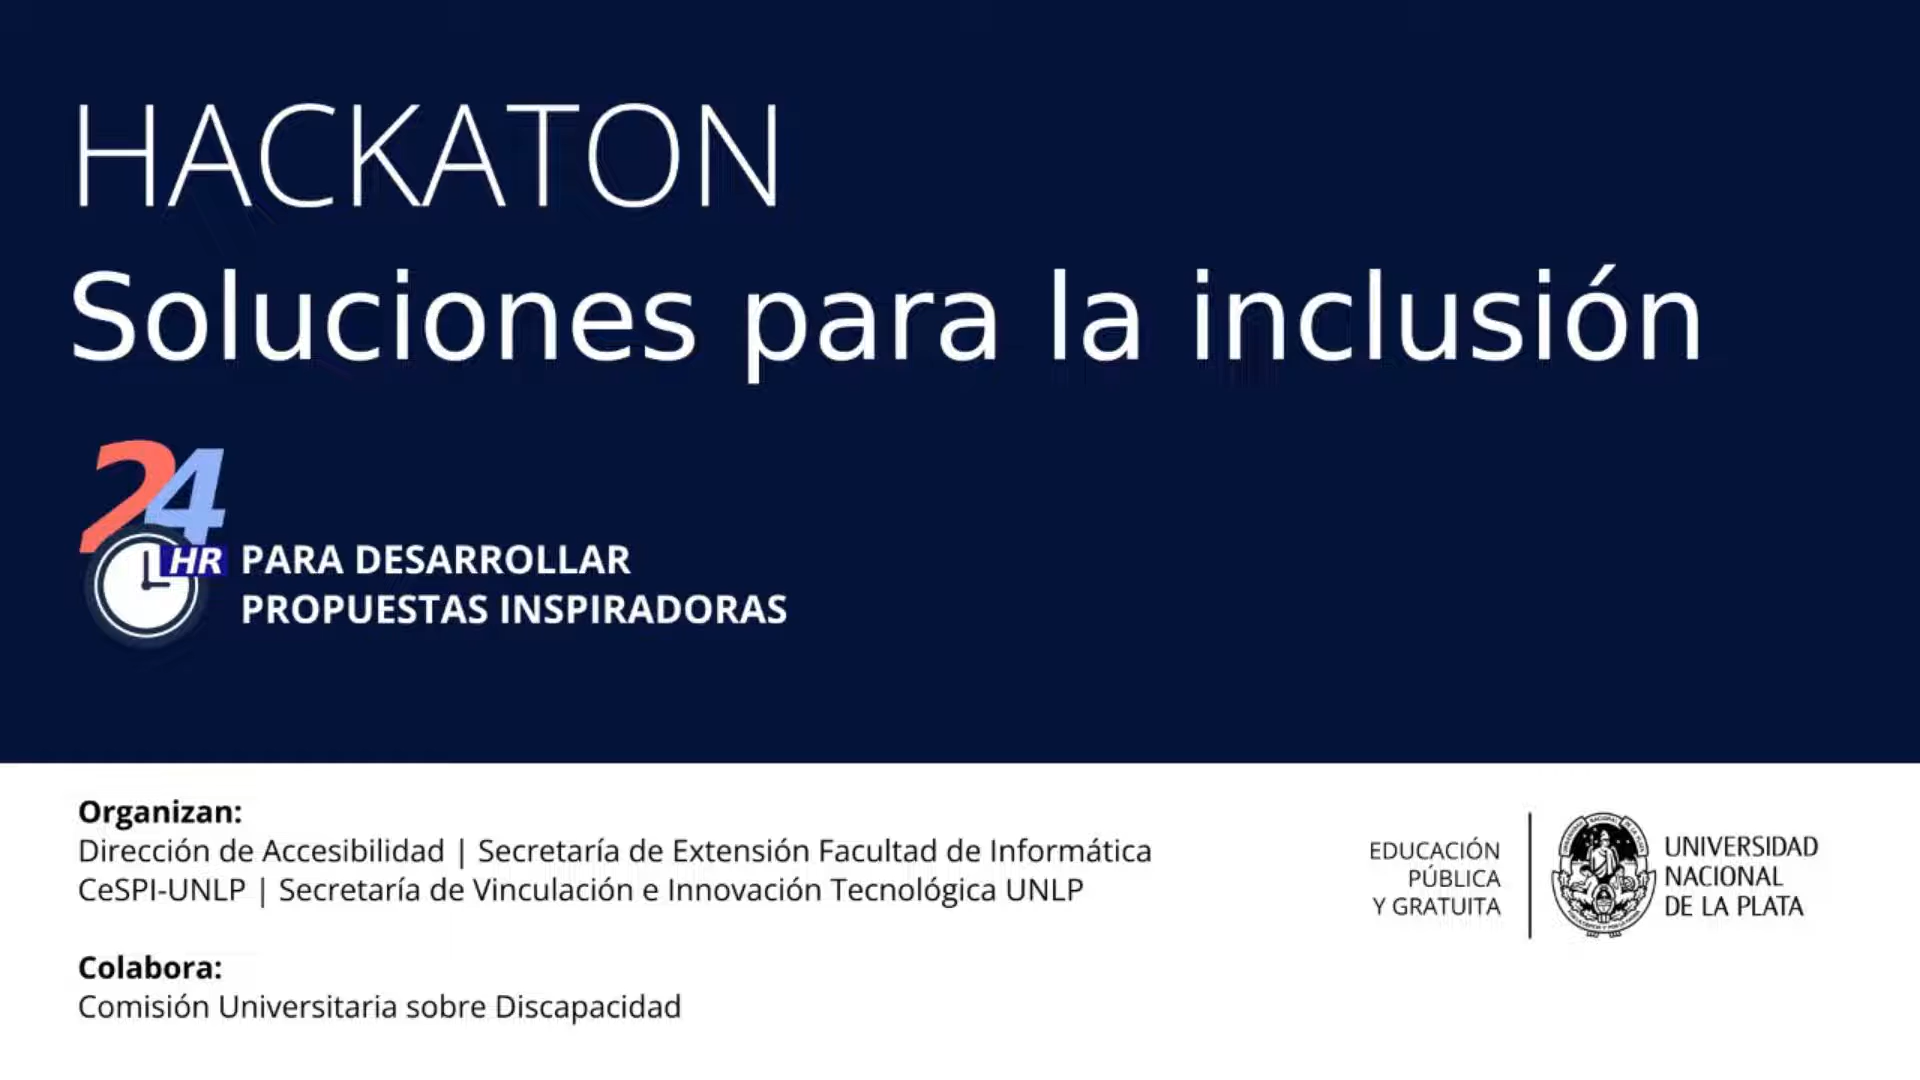 HACKATON
Soluciones para la inclusión
24
HR
PARA DESARROLLAR
PROPUESTAS INSPIRADORAS
Organizan:
Dirección de Accesibilidad | Secretaría de Extensión Facultad de Informática
CeSPI-UNLP | Secretaría de Vinculación e Innovación Tecnológica UNLP
Colabora:
Comisión Universitaria sobre Discapacidad
EDUCACIÓN
PÚBLICA
Y GRATUITA
UNIVERSIDAD
NACIONAL
DE LA PLATA